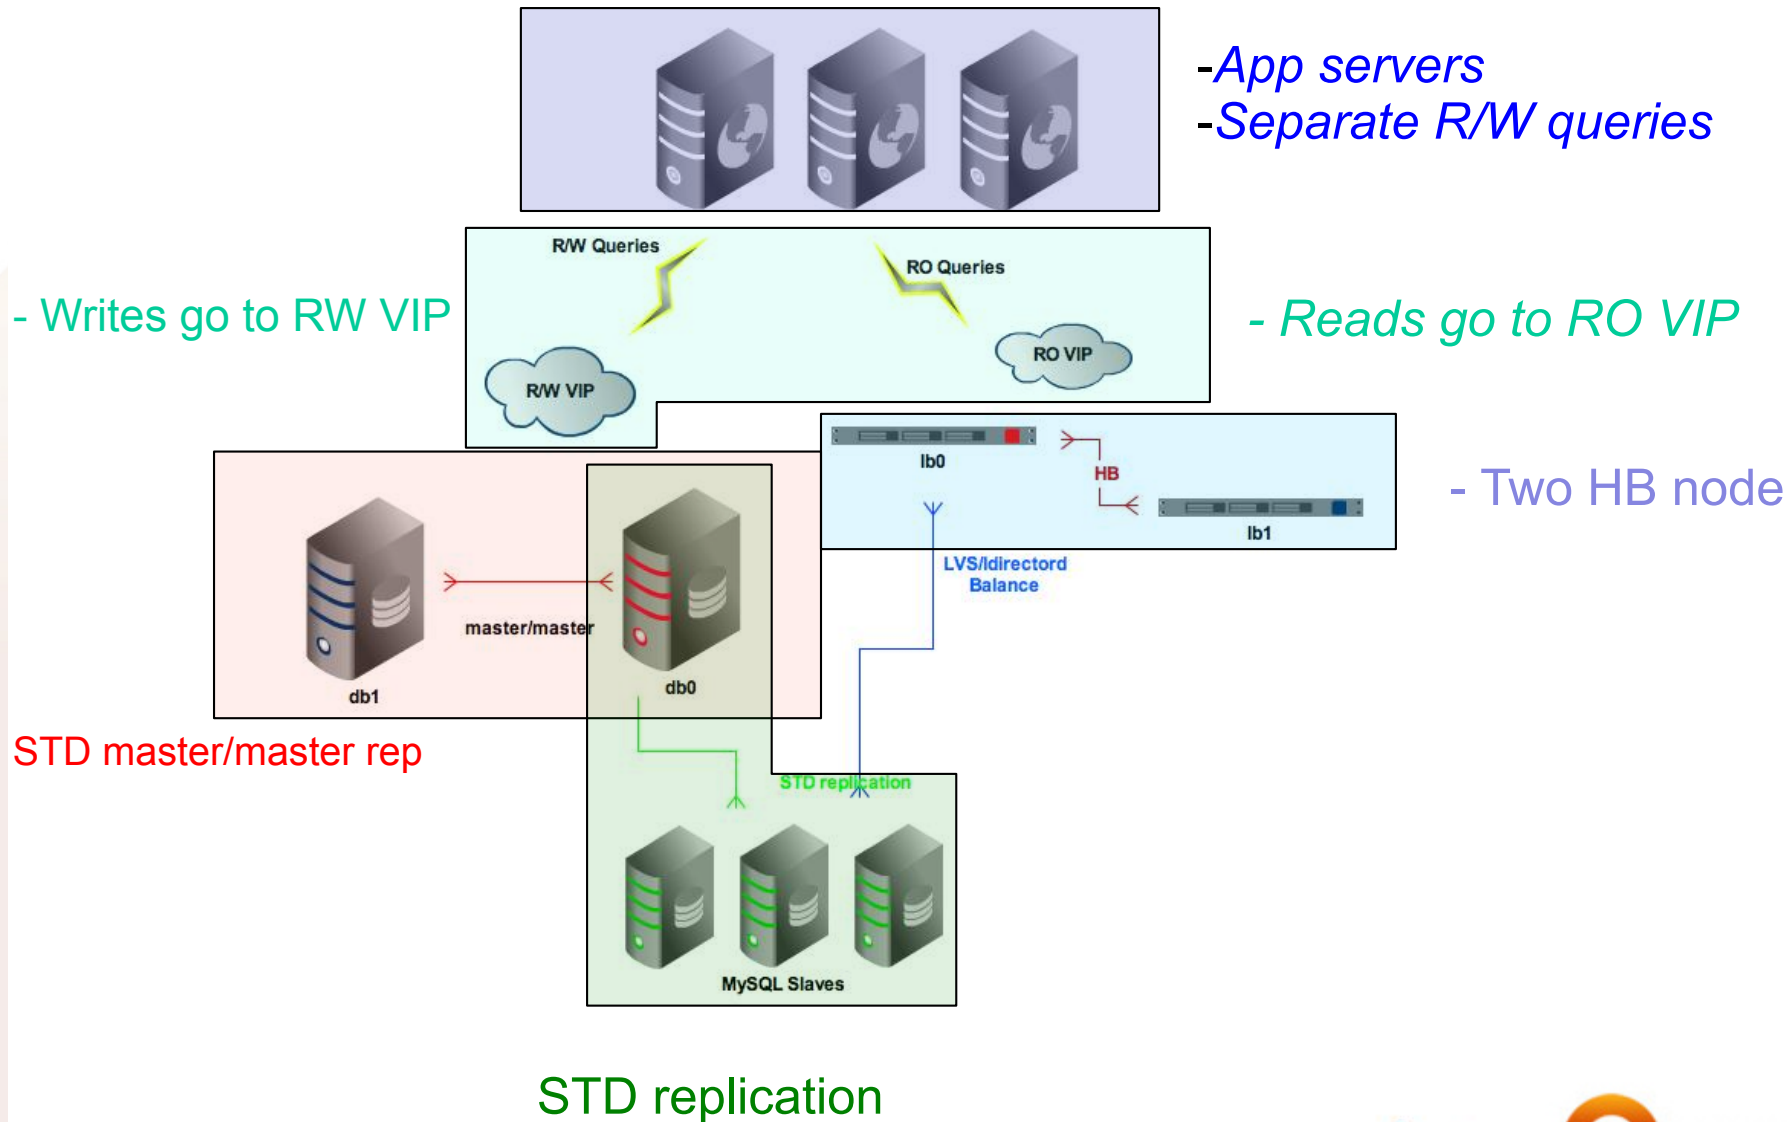 -App servers
-Separate R/W queries
R/W Queries
RO Queries
- Writes go to RW VIP
- Reads go to RO VIP
RO VIP
R/W VIP
lb0
HB
- Two HB node
lb1
LVS/ldirectord
Balance
master/master
db1
db0
STD master/master rep
STD replication
MySQL Slaves
STD replication